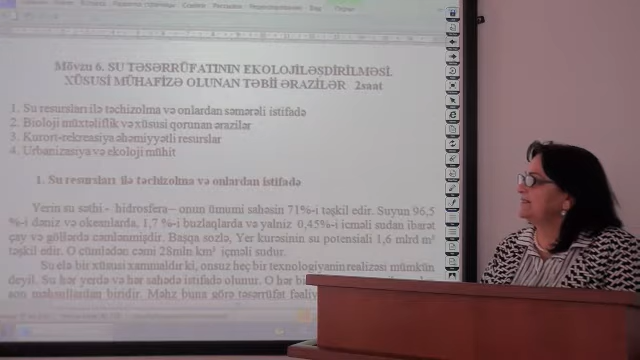 Mövzu 6. SU TƏSƏRRÜFATININ EKOLOJİLƏŞDİRİLMƏSİ.
XÜSUSİ MÜHAFİZƏ OLUNAN TƏBİİ ƏRAZİLƏR 2saat
1. Su resursları ilə təchizolma və onlardan səmərəli istifadə
2. Bioloji müxtəliflik və xüsusi qorunan ərazilər
3. Kurort-rekreasiya əhəmiyyətli resurslar
4. Urbanizasiya və ekoloji mühit
1. Su resursları ilə təchizolma və onlardan istifadə
Yerin su səthi - hidrosfera– onun ümumi sahəsin 71%-i təşkil edir. Suyun 96,5
%-i dəniz və okeanlarda, 1,7 %-i buzlaqlarda və yalnız 0,45%-i içməli sudan ibarət
çay və göllərdə cəmlənmişdir. Başqa sözlə, Yer kürəsinin su potensialı 1,6 mlrd m³
təşkil edir. O cümlədən cəmi 28mln km³ içməli sudur.
Su elə bir xüsusi xammaldır ki, onsuz heç bir texnologiyanın realizəsi mümkün
deyil. Su hər yerdə və hər sahədə istifadə olunur. O hər bi
son məhsullardan biridir. Məhz buna görə təsərrüfat fəaliy